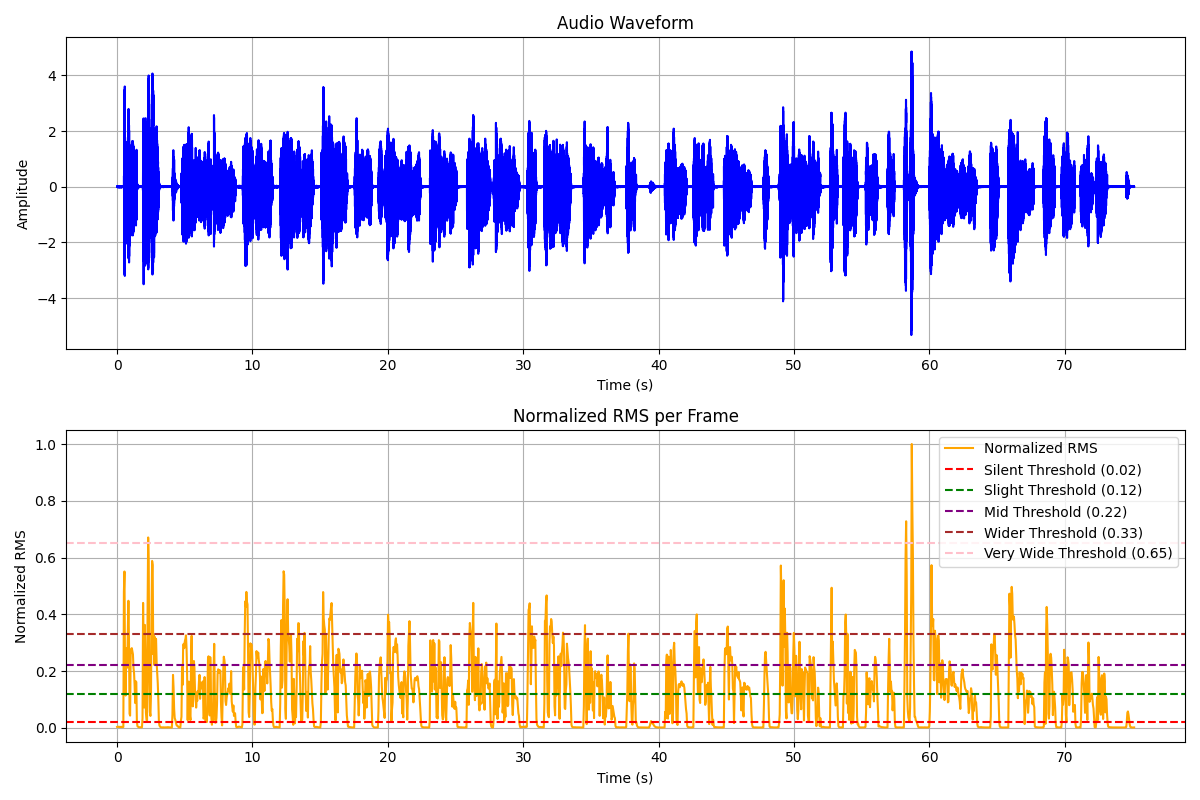 Audio Waveform
4
2
0
−2
−4
Amplitude
0 10 20 30 40 50 60 70
Time (s)
Normalized RMS per Frame
1.0
0.8
0.6
0.4
0.2
0.0
Normalized RMS
Normalized RMS
Silent Threshold (0.02)
Slight Threshold (0.12)
Mid Threshold (0.22)
Wider Threshold (0.33)
Very Wide Threshold (0.65)
0 10 20 30 40 50 60 70
Time (s)